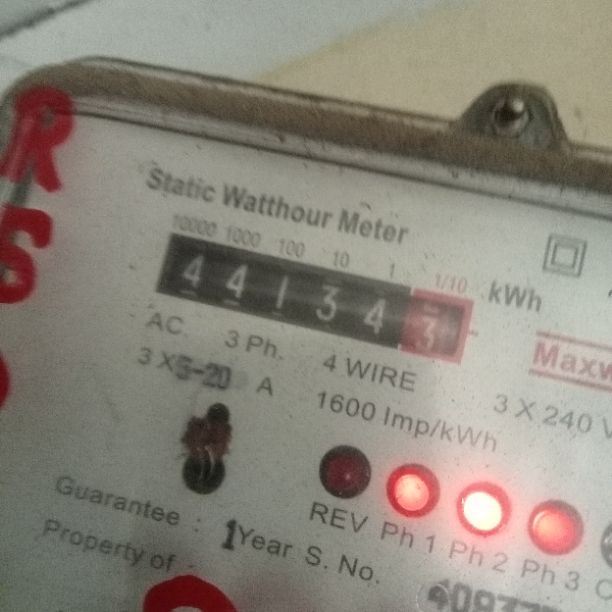 R
S
Static Watthour Meter
10000 1000 100 10 1 1/10 kWh
4 4 1 3 4 3
AC. 3 Ph. 4 WIRE
3 X 5-20 A
1600 Imp/kWh
3 X 240 V
REV Ph 1 Ph 2 Ph 3
Guarantee : 1 Year S. No.
Property of